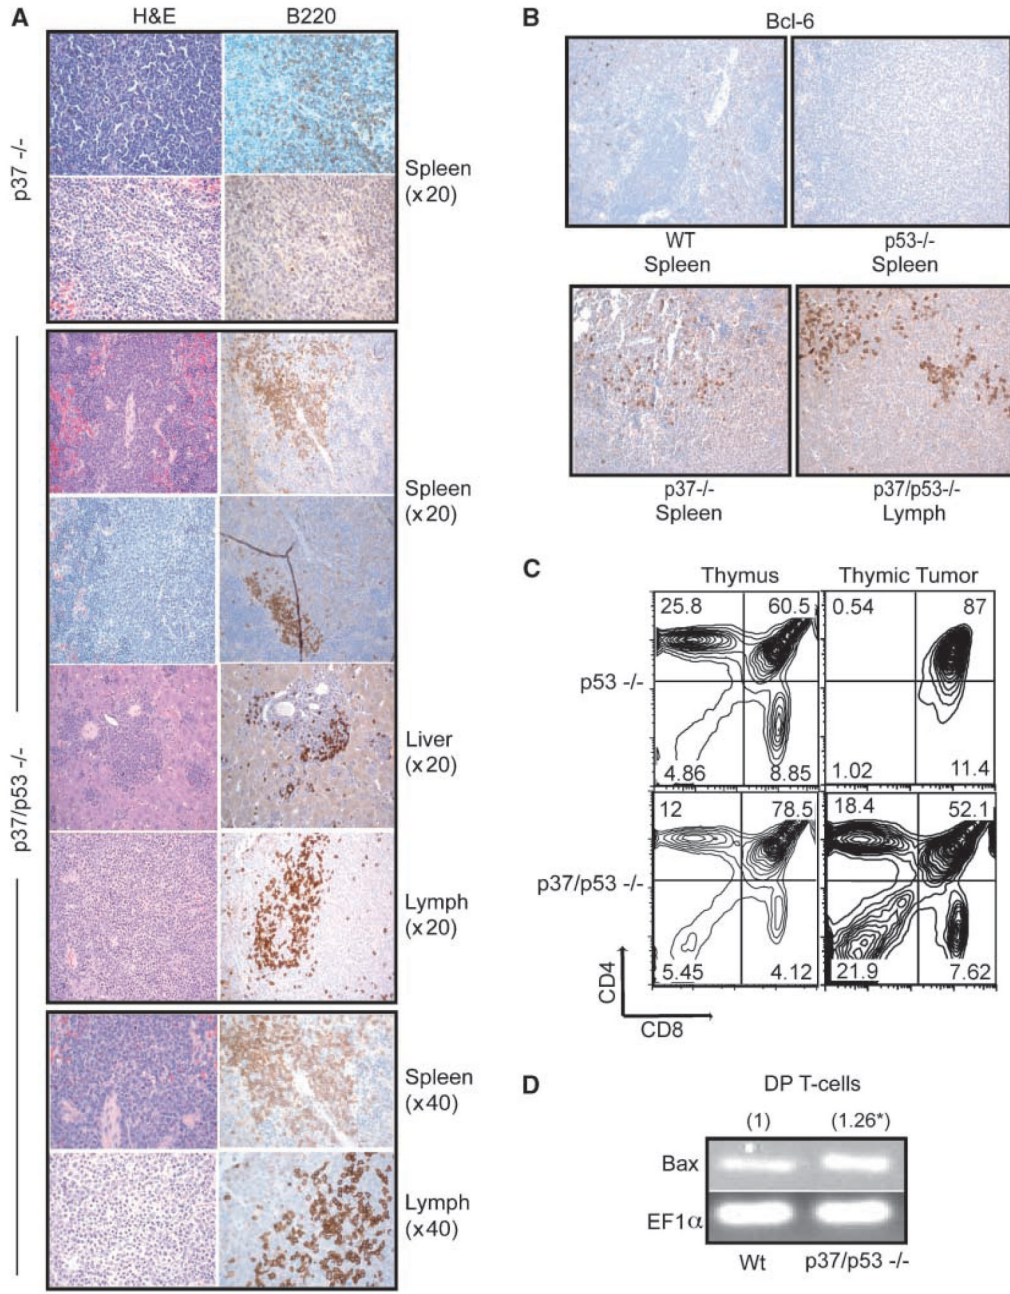 A
H&E B220
p37 -/-
Spleen
(x20)
p37/p53 -/-
Spleen
(x20)
Liver
(x20)
Lymph
(x20)
Spleen
(x40)
Lymph
(x40)
B
Bcl-6
WT
Spleen
p53-/-
Spleen
p37-/-
Spleen
p37/p53-/-
Lymph
C
Thymus Thymic Tumor
p53 -/-
25.8 60.5
4.86 8.85
0.54 87
1.02 11.4
p37/p53 -/-
12 78.5
5.45 4.12
18.4 52.1
21.9 7.62
CD4
CD8
D
DP T-cells
(1) (1.26*)
Bax
EF1α
Wt p37/p53 -/-